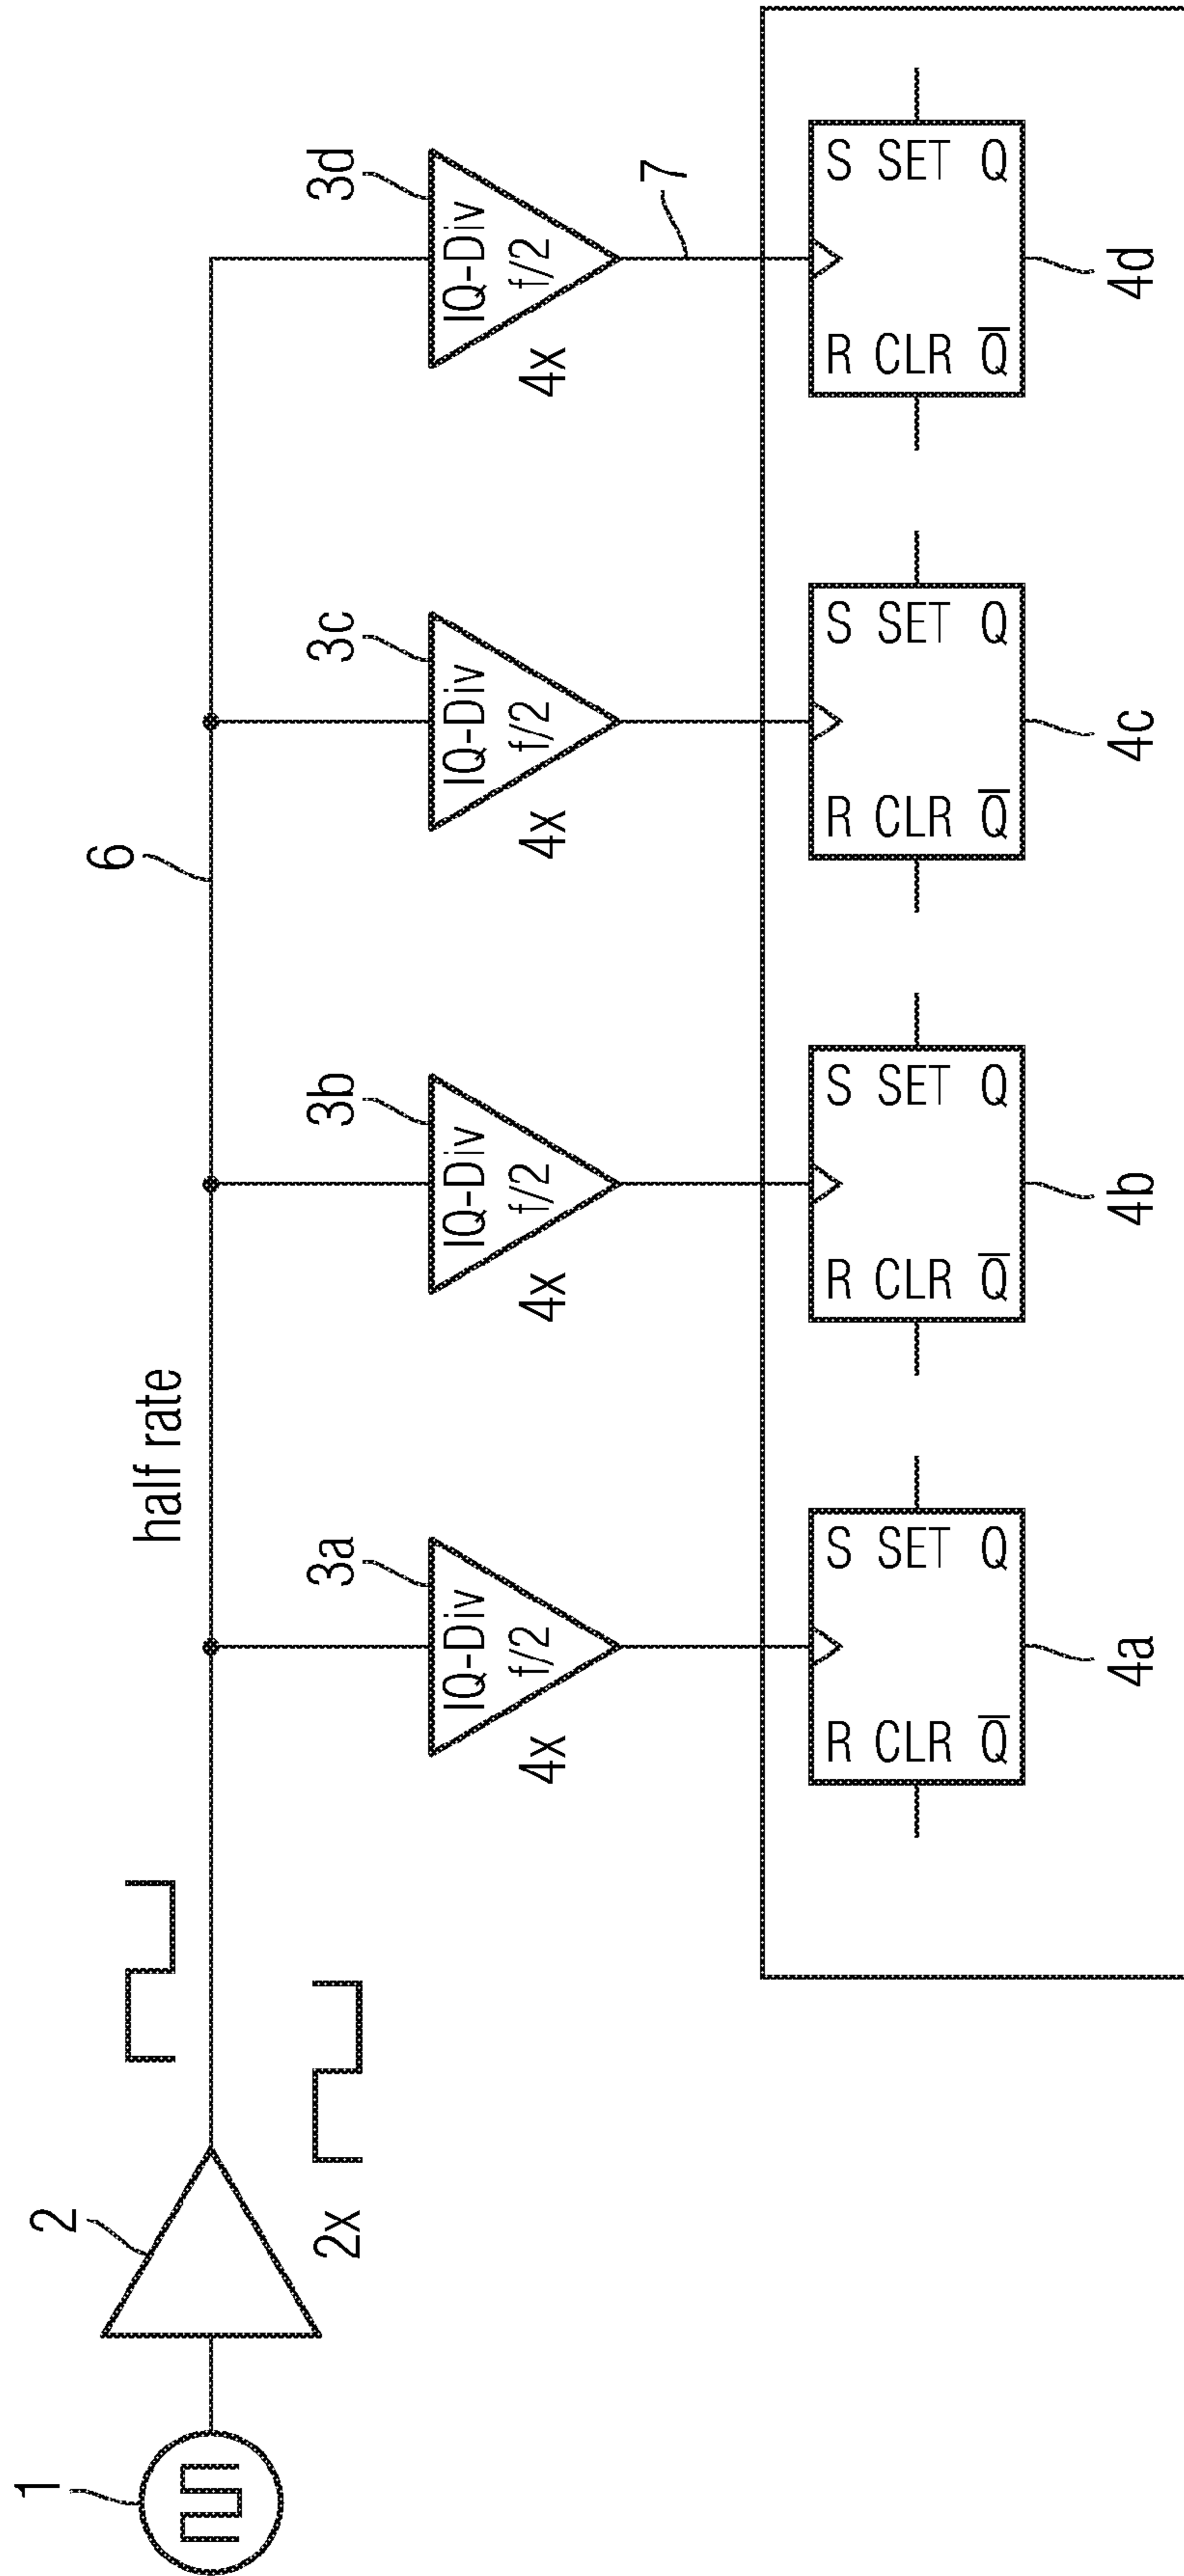 1
2
2x
half rate
6
3a
IQ-Div
f/2
4x
3b
IQ-Div
f/2
4x
3c
IQ-Div
f/2
4x
3d
IQ-Div
f/2
4x
7
S SET Q
R CLR Q̅
4a
S SET Q
R CLR Q̅
4b
S SET Q
R CLR Q̅
4c
S SET Q
R CLR Q̅
4d